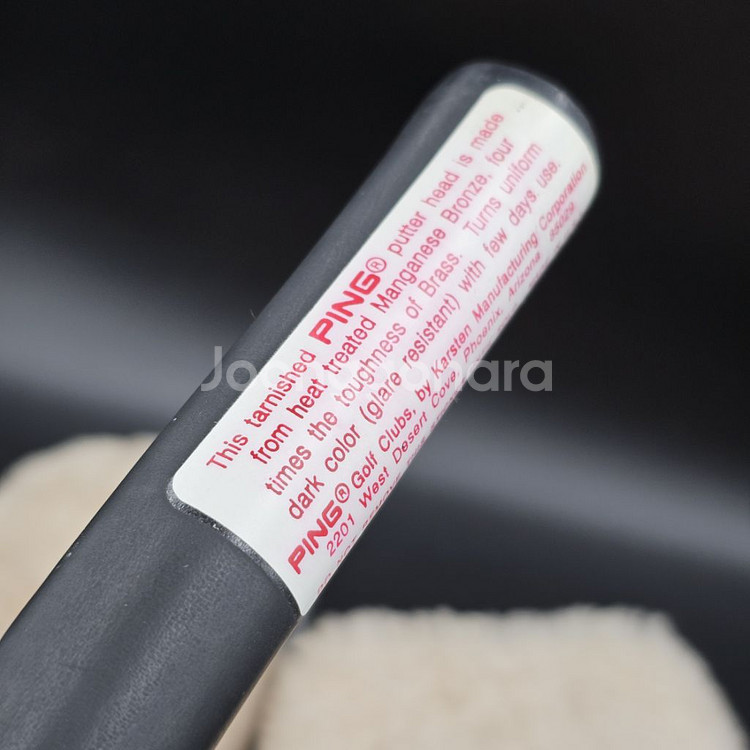 This tarnished PING® putter head is made
from heat treated Manganese Bronze, four
times the toughness of Brass. Turns uniform
dark color (glare resistant) with few days use.
PING® Golf Clubs, by Karsten Manufacturing Corporation
2201 West Desert Cove, Phoenix, Arizona 85029